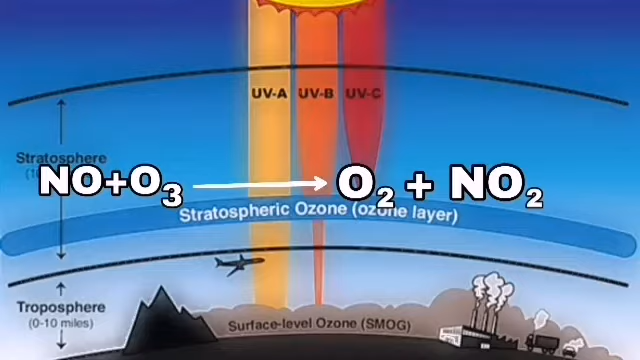 UV-A UV-B UV-C
Stratosphere
NO+O₃ → O₂ + NO₂
Stratospheric Ozone (ozone layer)
Troposphere
(0-10 miles)
Surface-level Ozone (SMOG)